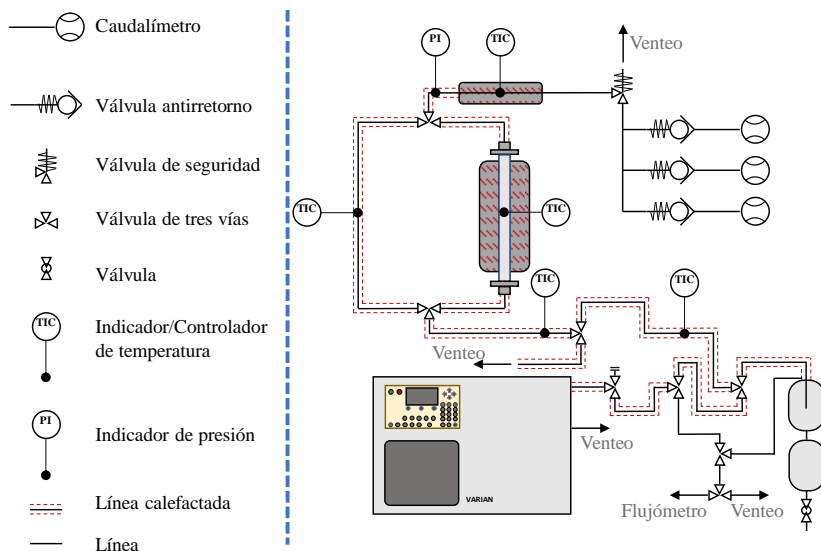 Caudalímetro
Válvula antirretorno
Válvula de
seguridad
Válvula de tres vías
Válvula
TIC
Indicador/Controlador
de temperatura
PI
Indicador de presión
Línea calefactada
Línea
PI
TIC
Venteo
TIC
TIC
TIC
TIC
Venteo
Venteo
VARIAN
Flujómetro
Venteo